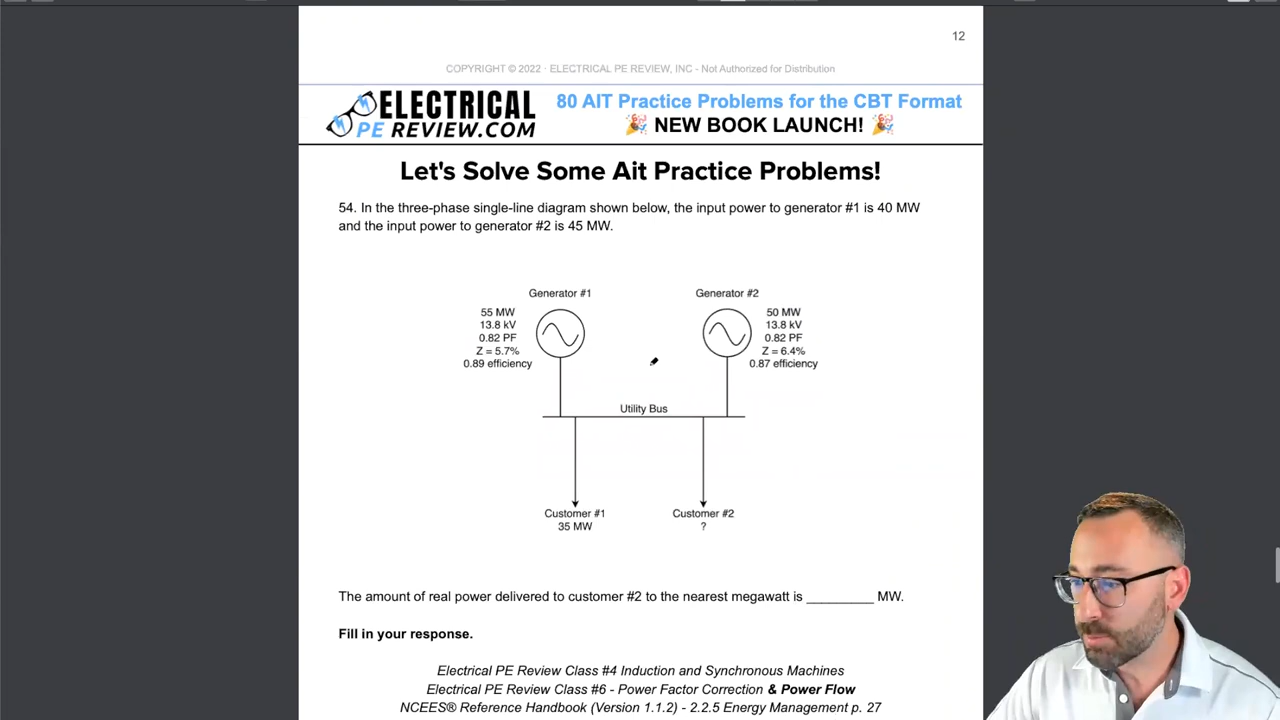 12
COPYRIGHT © 2022 · ELECTRICAL PE REVIEW, INC - Not Authorized for Distribution
ELECTRICAL
PE REVIEW.COM
80 AIT Practice Problems for the CBT Format
🎉 NEW BOOK LAUNCH! 🎉
Let's Solve Some Ait Practice Problems!
54. In the three-phase single-line diagram shown below, the input power to generator #1 is 40 MW
and the input power to generator #2 is 45 MW.
Generator #1
55 MW
13.8 kV
0.82 PF
Z = 5.7%
0.89 efficiency
Generator #2
50 MW
13.8 kV
0.82 PF
Z = 6.4%
0.87 efficiency
Utility Bus
Customer #1
35 MW
Customer #2
?
The amount of real power delivered to customer #2 to the nearest megawatt is _________ MW.
Fill in your response.
Electrical PE Review Class #4 Induction and Synchronous Machines
Electrical PE Review Class #6 - Power Factor Correction & Power Flow
NCEES® Reference Handbook (Version 1.1.2) - 2.2.5 Energy Management p. 27